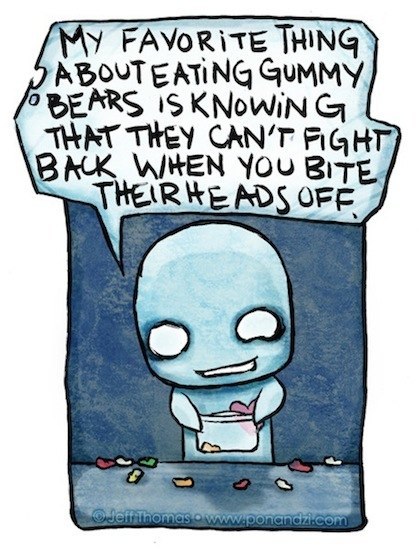 MY FAVORITE THING
ABOUT EATING GUMMY
BEARS IS KNOWING
THAT THEY CAN'T FIGHT
BACK WHEN YOU BITE
THEIR HEADS OFF.
©Jeff Thomas • www.ponandzi.com